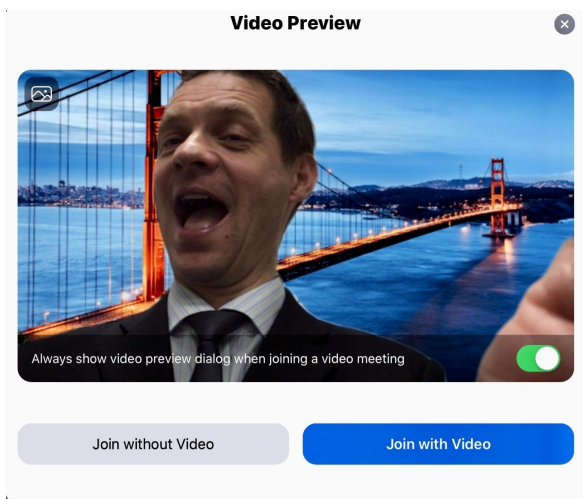 Video Preview
Always show video preview dialog when joining a video meeting
Join without Video
Join with Video